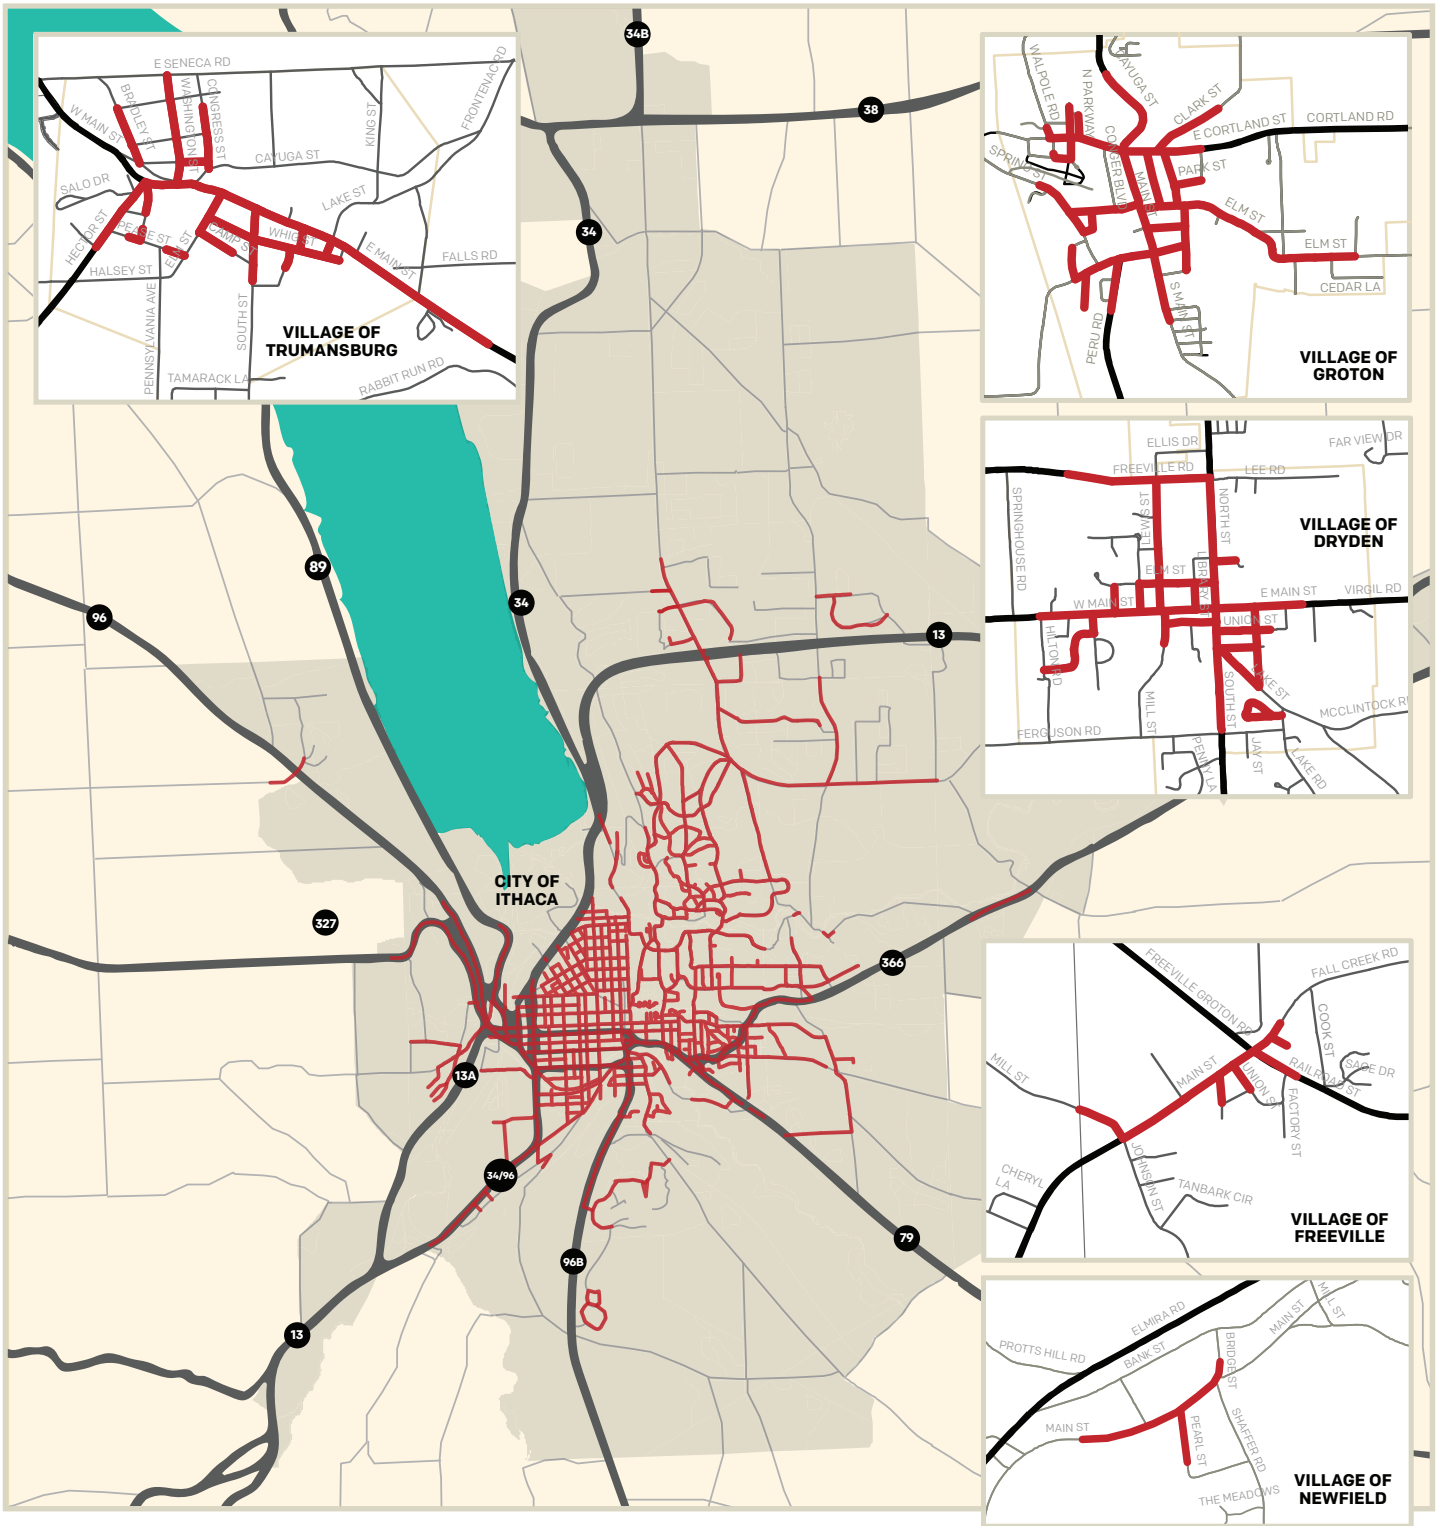 34B
38
34
34
89
96
13
CITY OF
ITHACA
327
366
13A
34/96
96B
79
13
E SENECA RD
BRADLEY ST
WASHINGTON ST
CONGRESS ST
W MAIN ST
KING ST
FRONTENAC RD
CAYUGA ST
SALO DR
LAKE ST
HECTOR ST
PEASE ST
ELM ST
CAMP ST
WHIG ST
E MAIN ST
FALLS RD
HALSEY ST
PENNSYLVANIA AVE
SOUTH ST
VILLAGE OF
TRUMANSBURG
TAMARACK LA
RABBIT RUN RD
WALPOLE RD
N PARKWAY
CAYUGA ST
CLARK ST
E CORTLAND ST
CORTLAND RD
SPRING ST
CONGER BLVD
MAIN ST
PARK ST
ELM ST
ELM ST
CEDAR LA
S MAIN ST
PERU RD
VILLAGE OF
GROTON
ELLIS DR
FAR VIEW DR
FREEVILLE RD
LEE RD
SPRINGHOUSE RD
LEWIS ST
NORTH ST
VILLAGE OF
DRYDEN
ELM ST
LIBRARY ST
W MAIN ST
E MAIN ST
VIRGIL RD
UNION ST
HILTON RD
LAKE ST
SOUTH ST
MILL ST
MCCLINTOCK RD
FERGUSON RD
PENNY LA
JAY ST
LAKE RD
FREEVILLE GROTON RD
FALL CREEK RD
COOK ST
MILL ST
MAIN ST
UNION ST
RAILROAD ST
SAGE DR
FACTORY ST
JOHNSON ST
CHERYL
LA
TANBARK CIR
VILLAGE OF
FREEVILLE
ELMIRA RD
MILL ST
MAIN ST
PROTTS HILL RD
BANK ST
BRIDGE ST
MAIN ST
PEARL ST
SHAFFER RD
THE MEADOWS
VILLAGE OF
NEWFIELD